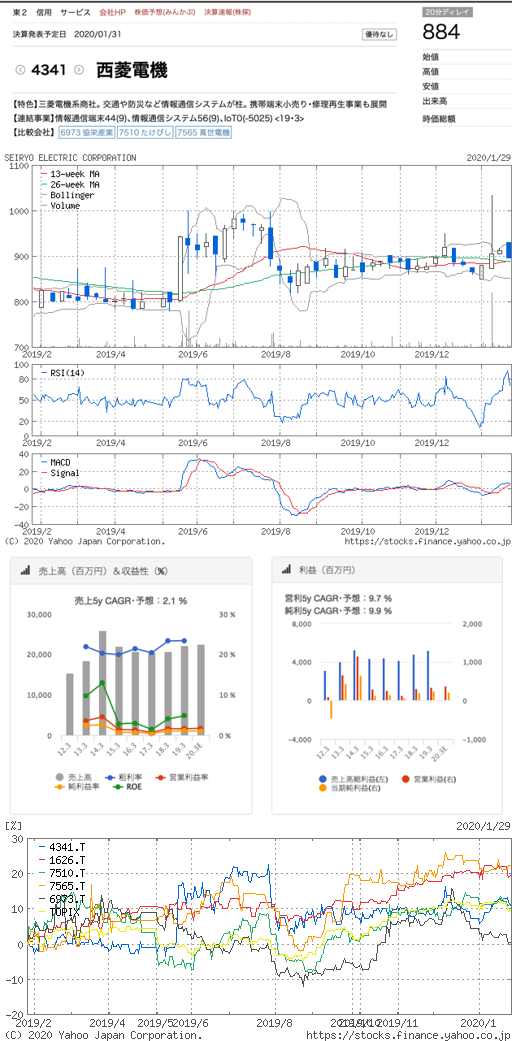 東2 信用 サービス 会社HP 株価予想(みんかぶ) 決算速報(株探)
20分ディレイ
884
決算発表予定日 2020/01/31
優待なし
4341 西菱電機
始値
高値
安値
出来高
時価総額
【特色】三菱電機系商社。交通や防災など情報通信システムが柱。携帯端末小売り・修理再生事業も展開
【連結事業】情報通信端末44(9)、情報通信システム56(9)、IoT0(-5025) <19・3>
【比較会社】 6973 協栄産業 7510 たけびし 7565 萬世電機
SEIRYO ELECTRIC CORPORATION 2020/1/29
1100
13-week MA
26-week MA
Bollinger
Volume
1000
900
800
700
2019/2 2019/4 2019/6 2019/8 2019/10 2019/12
100
RSI(14)
50
0
2019/2 2019/4 2019/6 2019/8 2019/10 2019/12
40
MACD
Signal
20
0
-20
-40
2019/2 2019/4 2019/6 2019/8 2019/10 2019/12
(C) 2020 Yahoo Japan Corporation. https://stocks.finance.yahoo.co.jp
売上高（百万円）＆収益性（%）
売上5y CAGR・予想：2.1 %
30,000 30 %
20,000 20 %
10,000 10 %
0 0 %
12.3 13.3 14.3 15.3 16.3 17.3 18.3 19.3 20.3E
売上高 粗利率 営業利益率
純利益率 ROE
利益（百万円）
営利5y CAGR・予想：9.7 %
純利5y CAGR・予想：9.9 %
8,000 2,000
4,000 1,000
0 0
-4,000 -1,000
12.3 13.3 14.3 15.3 16.3 17.3 18.3 19.3 20.3E
売上高総利益(左) 営業利益(右)
当期純利益(右)
[%] 2020/1/29
30
4341.T
1626.T
7510.T
7565.T
6973.T
TOPIX
20
10
0
-10
-20
2019/2 2019/4 2019/5 2019/6 2019/8 2019/10 2019/11 2020/1
(C) 2020 Yahoo Japan Corporation. https://stocks.finance.yahoo.co.jp